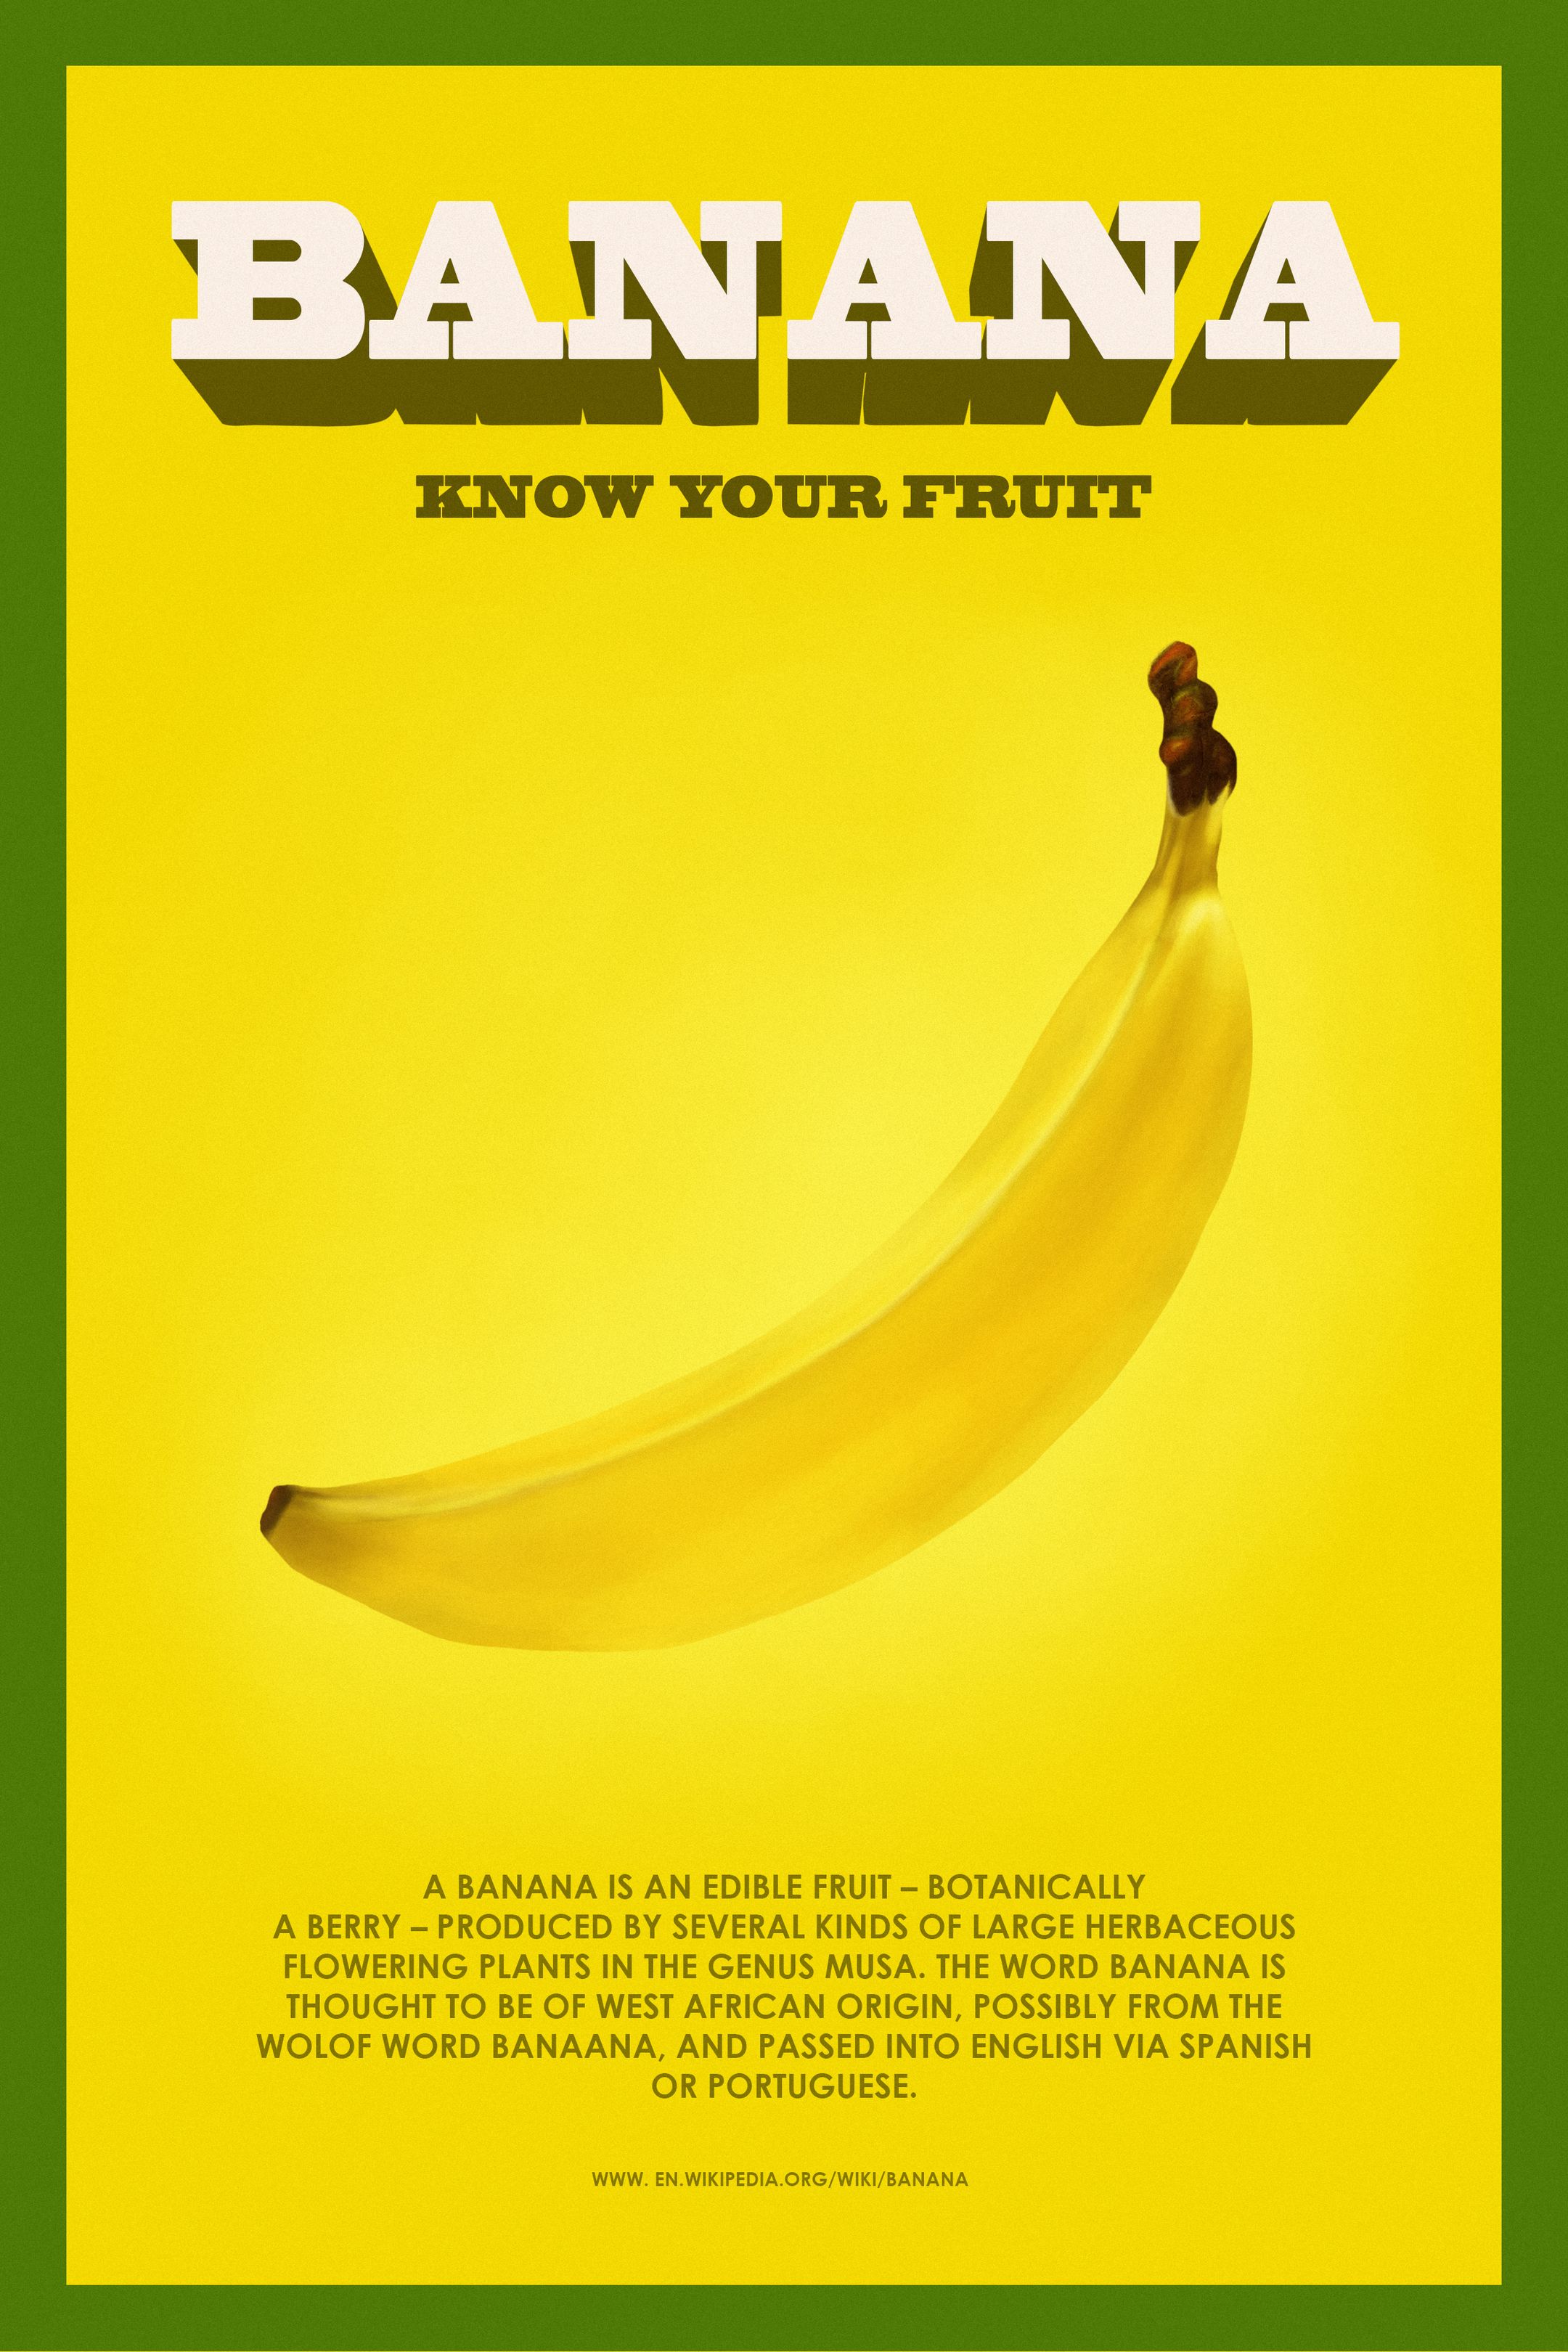 BANANA
KNOW YOUR FRUIT
A BANANA IS AN EDIBLE FRUIT – BOTANICALLY
A BERRY – PRODUCED BY SEVERAL KINDS OF LARGE HERBACEOUS
FLOWERING PLANTS IN THE GENUS MUSA. THE WORD BANANA IS
THOUGHT TO BE OF WEST AFRICAN ORIGIN, POSSIBLY FROM THE
WOLOF WORD BANAANA, AND PASSED INTO ENGLISH VIA SPANISH
OR PORTUGUESE.
WWW. EN.WIKIPEDIA.ORG/WIKI/BANANA